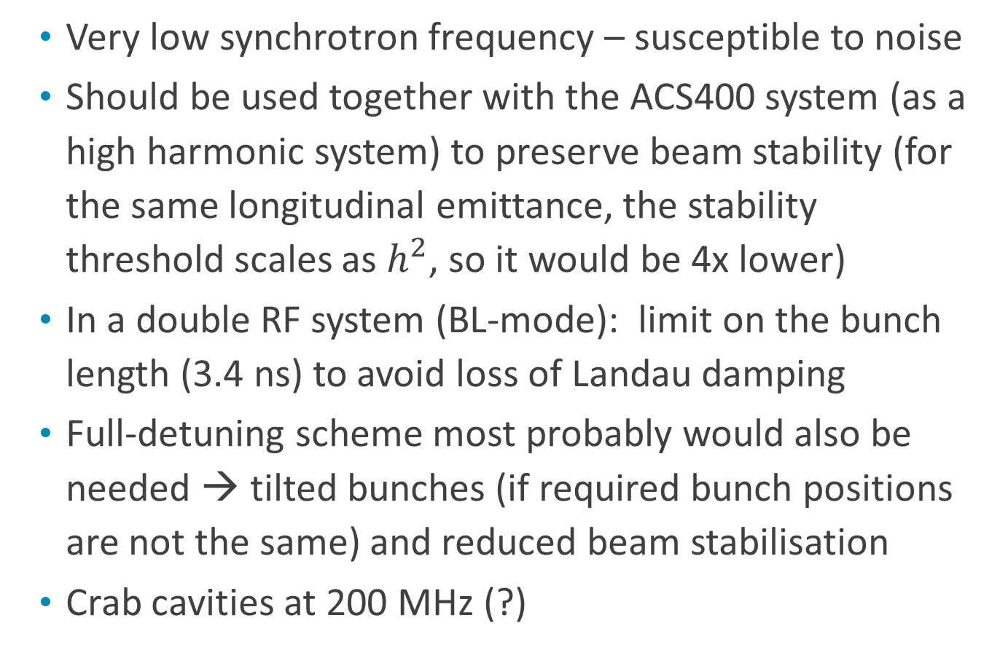 • Very low synchrotron frequency – susceptible to noise
• Should be used together with the ACS400 system (as a
high harmonic system) to preserve beam stability (for
the same longitudinal emittance, the stability
threshold scales as h², so it would be 4x lower)
• In a double RF system (BL-mode):  limit on the bunch
length (3.4 ns) to avoid loss of Landau damping
• Full-detuning scheme most probably would also be
needed → tilted bunches (if required bunch positions
are not the same) and reduced beam stabilisation
• Crab cavities at 200 MHz (?)